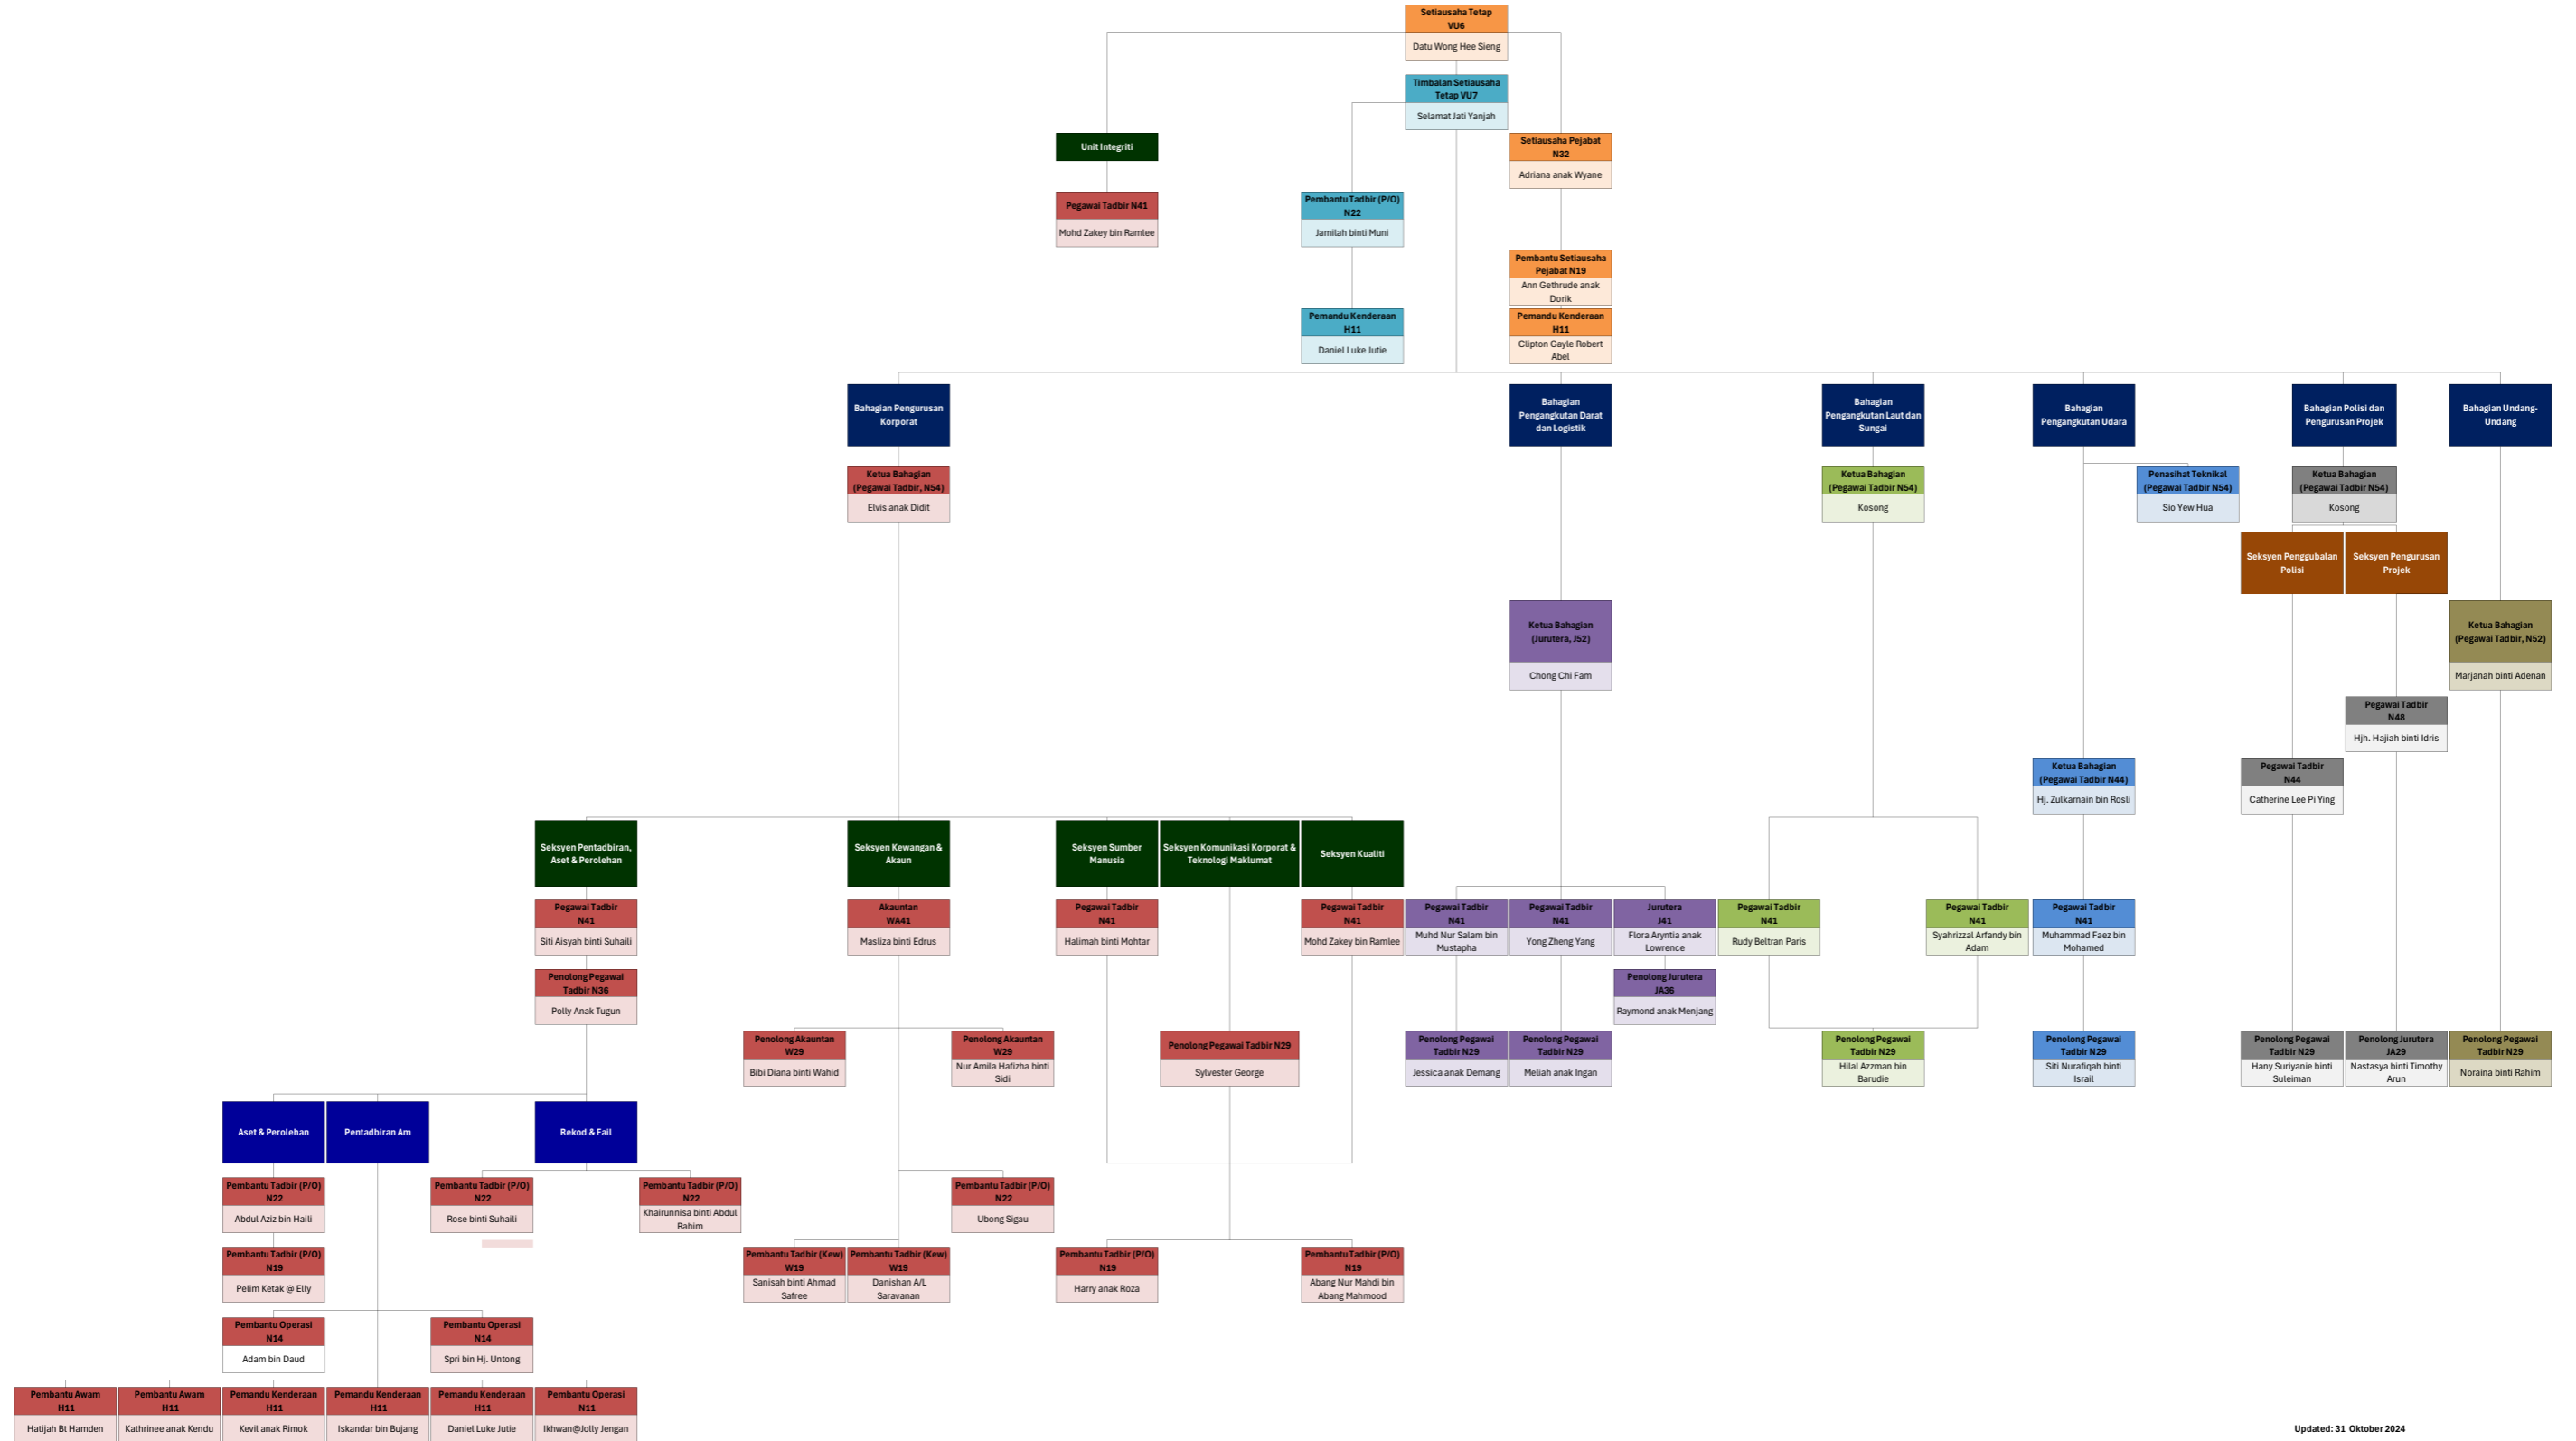 Setiausaha Tetap
VU6
Datu Wong Hee Sieng
Timbalan Setiausaha
Tetap VU7
Selamat Jati Yanjah
Unit Integriti
Setiausaha Pejabat
N32
Adriana anak Wyane
Pegawai Tadbir N41
Mohd Zakey bin Ramlee
Pembantu Tadbir (P/O)
N22
Jamilah binti Muni
Pembantu Setiausaha
Pejabat N19
Ann Gethrude anak
Dorik
Pemandu Kenderaan
H11
Daniel Luke Jutie
Pemandu Kenderaan
H11
Clipton Gayle Robert
Abel
Bahagian Pengurusan
Korporat
Bahagian
Pengangkutan Darat
dan Logistik
Bahagian
Pengangkutan Laut dan
Sungai
Bahagian
Pengangkutan Udara
Bahagian Polisi dan
Pengurusan Projek
Bahagian Undang-
Undang
Ketua Bahagian
(Pegawai Tadbir, N54)
Elvis anak Didit
Ketua Bahagian
(Pegawai Tadbir N54)
Kosong
Penasihat Teknikal
(Pegawai Tadbir N54)
Sio Yew Hua
Ketua Bahagian
(Pegawai Tadbir N54)
Kosong
Seksyen Penggubalan
Polisi
Seksyen Pengurusan
Projek
Ketua Bahagian
(Jurutera, J52)
Chong Chi Fam
Ketua Bahagian
(Pegawai Tadbir, N52)
Marjanah binti Adenan
Pegawai Tadbir
N48
Hjh. Hajiah binti Idris
Ketua Bahagian
(Pegawai Tadbir N44)
Hj. Zulkarnain bin Rosli
Pegawai Tadbir
N44
Catherine Lee Pi Ying
Seksyen Pentadbiran,
Aset & Perolehan
Seksyen Kewangan &
Akaun
Seksyen Sumber
Manusia
Seksyen Komunikasi Korporat &
Teknologi Maklumat
Seksyen Kualiti
Pegawai Tadbir
N41
Siti Aisyah binti Suhaili
Akauntan
WA41
Masliza binti Edrus
Pegawai Tadbir
N41
Halimah binti Mohtar
Pegawai Tadbir
N41
Mohd Zakey bin Ramlee
Pegawai Tadbir
N41
Muhd Nur Salam bin
Mustapha
Pegawai Tadbir
N41
Yong Zheng Yang
Jurutera
J41
Flora Aryntia anak
Lowrence
Pegawai Tadbir
N41
Rudy Beltran Paris
Pegawai Tadbir
N41
Syahrizzal Arfandy bin
Adam
Pegawai Tadbir
N41
Muhammad Faez bin
Mohamed
Penolong Pegawai
Tadbir N36
Polly Anak Tugun
Penolong Jurutera
JA36
Raymond anak Menjang
Penolong Akauntan
W29
Bibi Diana binti Wahid
Penolong Akauntan
W29
Nur Amila Hafizha binti
Sidi
Penolong Pegawai Tadbir N29
Sylvester George
Penolong Pegawai
Tadbir N29
Jessica anak Demang
Penolong Pegawai
Tadbir N29
Meliah anak Ingan
Penolong Pegawai
Tadbir N29
Hilal Azzman bin
Barudie
Penolong Pegawai
Tadbir N29
Siti Nurafiqah binti
Israil
Penolong Pegawai
Tadbir N29
Hany Suriyanie binti
Suleiman
Penolong Jurutera
JA29
Nastasya binti Timothy
Arun
Penolong Pegawai
Tadbir N29
Noraina binti Rahim
Aset & Perolehan
Pentadbiran Am
Rekod & Fail
Pembantu Tadbir (P/O)
N22
Abdul Aziz bin Haili
Pembantu Tadbir (P/O)
N22
Rose binti Suhaili
Pembantu Tadbir (P/O)
N22
Khairunnisa binti Abdul
Rahim
Pembantu Tadbir (P/O)
N22
Ubong Sigau
Pembantu Tadbir (P/O)
N19
Pelim Ketak @ Elly
Pembantu Tadbir (Kew)
W19
Sanisah binti Ahmad
Safree
Pembantu Tadbir (Kew)
W19
Danishan A/L
Saravanan
Pembantu Tadbir (P/O)
N19
Harry anak Roza
Pembantu Tadbir (P/O)
N19
Abang Nur Mahdi bin
Abang Mahmood
Pembantu Operasi
N14
Adam bin Daud
Pembantu Operasi
N14
Spri bin Hj. Untong
Pembantu Awam
H11
Hatijah Bt Hamden
Pembantu Awam
H11
Kathrinee anak Kendu
Pemandu Kenderaan
H11
Kevil anak Rimok
Pemandu Kenderaan
H11
Iskandar bin Bujang
Pemandu Kenderaan
H11
Daniel Luke Jutie
Pembantu Operasi
N11
Ikhwan@Jolly Jengan
Updated: 31 Oktober 2024